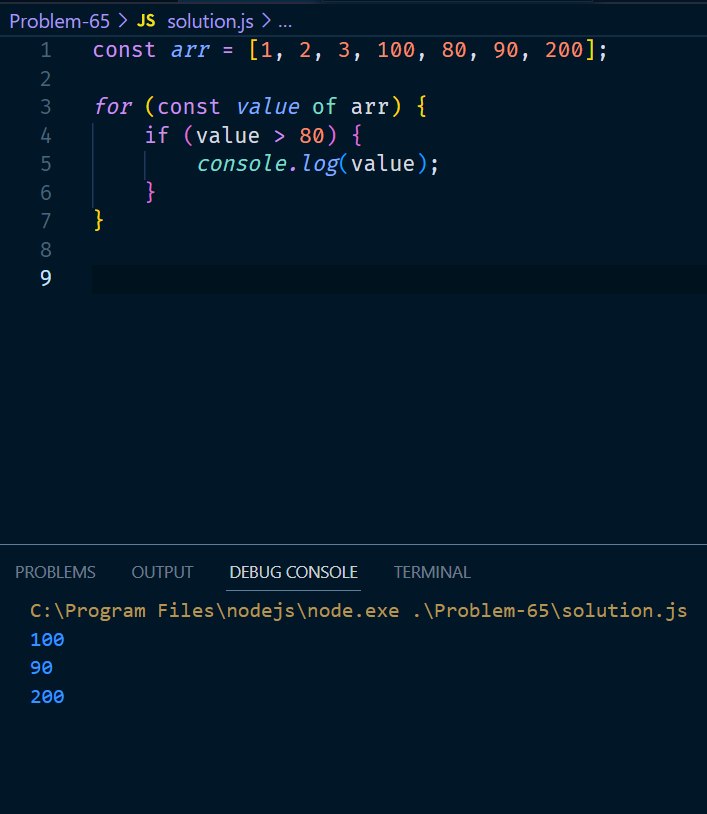 Problem-65 > JS solution.js > ...
1 const arr = [1, 2, 3, 100, 80, 90, 200];
2
3 for (const value of arr) {
4     if (value > 80) {
5         console.log(value);
6     }
7 }
8
9
PROBLEMS OUTPUT DEBUG CONSOLE TERMINAL
C:\Program Files\nodejs\node.exe .\Problem-65\solution.js
100
90
200